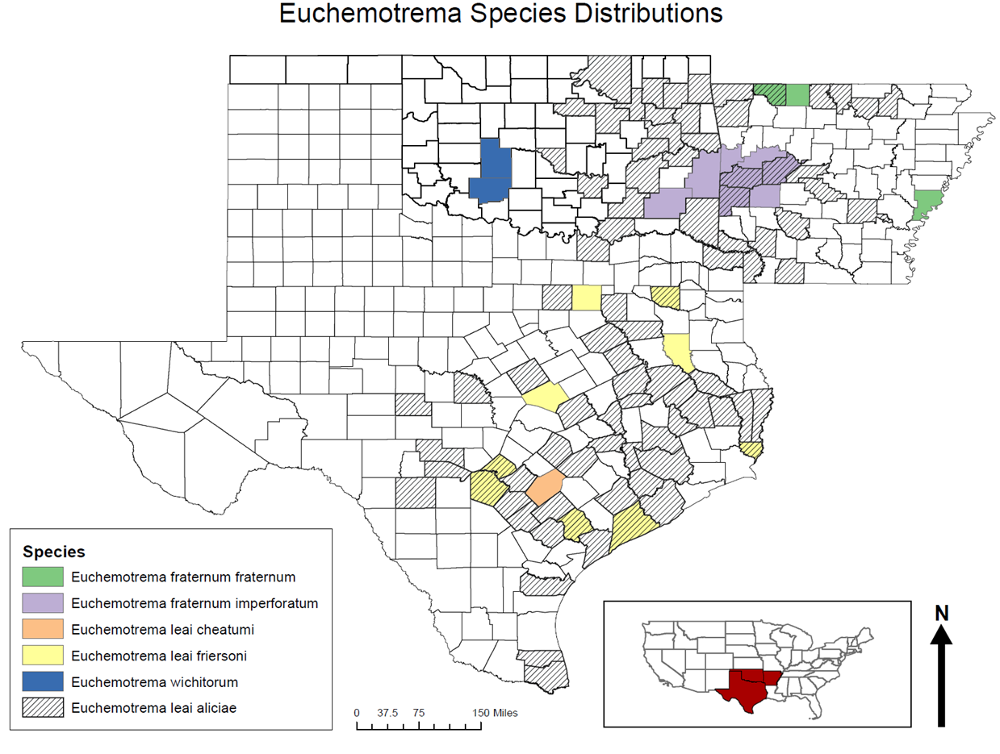 Euchemotrema Species Distributions
Species
Euchemotrema fraternum fraternum
Euchemotrema fraternum imperforatum
Euchemotrema leai cheatumi
Euchemotrema leai friersoni
Euchemotrema wichitorum
Euchemotrema leai aliciae
0 37.5 75 150 Miles
N